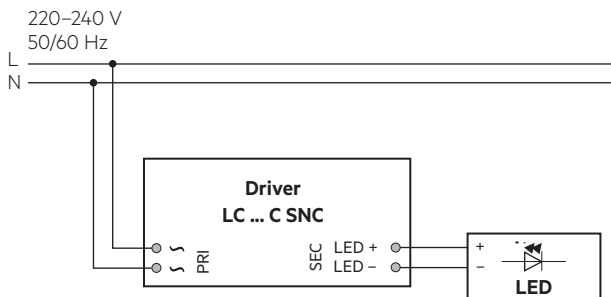 220–240 V
50/60 Hz
L
N
Driver
LC ... C SNC
~ PRI SEC LED + +
~ LED – –
LED